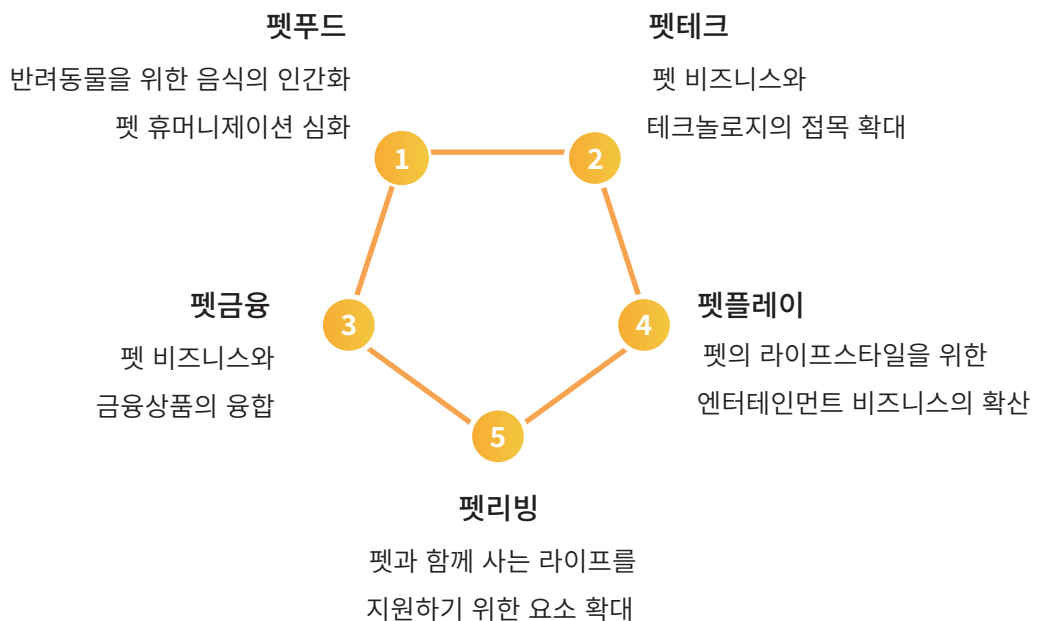 펫푸드
반려동물을 위한 음식의 인간화
펫 휴머니제이션 심화
1
펫테크
펫 비즈니스와
테크놀로지의 접목 확대
2
펫금융
펫 비즈니스와
금융상품의 융합
3
펫플레이
펫의 라이프스타일을 위한
엔터테인먼트 비즈니스의 확산
4
5
펫리빙
펫과 함께 사는 라이프를
지원하기 위한 요소 확대